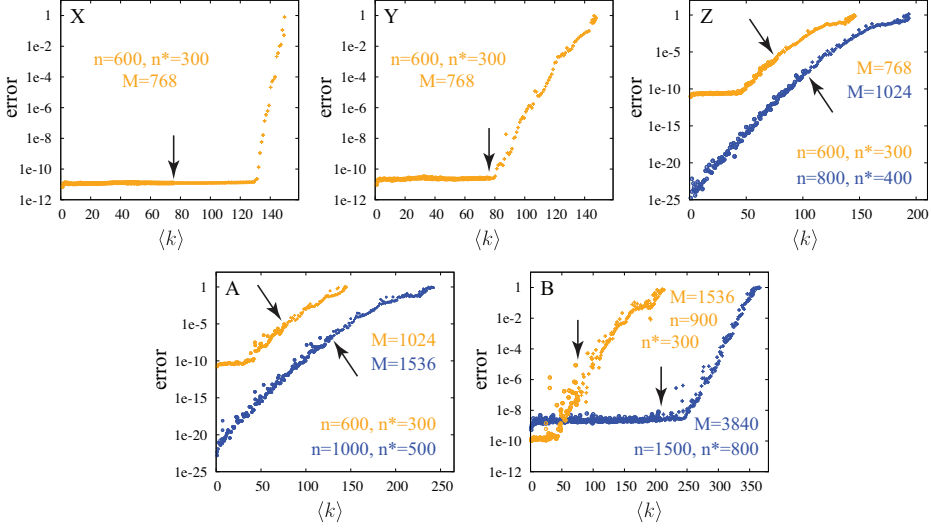 X
1
1e-2
1e-4
1e-6
1e-8
1e-10
1e-12
error
n=600, n*=300
M=768
0 20 40 60 80 100 120 140 160
⟨k⟩
Y
1
1e-2
1e-4
1e-6
1e-8
1e-10
1e-12
error
n=600, n*=300
M=768
0 20 40 60 80 100 120 140 160
⟨k⟩
Z
1
1e-5
1e-10
1e-15
1e-20
1e-25
error
M=768
M=1024
n=600, n*=300
n=800, n*=400
0 50 100 150 200
⟨k⟩
A
1
1e-5
1e-10
1e-15
1e-20
1e-25
error
M=1024
M=1536
n=600, n*=300
n=1000, n*=500
0 50 100 150 200 250
⟨k⟩
B
1
1e-2
1e-4
1e-6
1e-8
1e-10
1e-12
error
M=1536
n=900
n*=300
M=3840
n=1500, n*=800
0 50 100 150 200 250 300 350
⟨k⟩